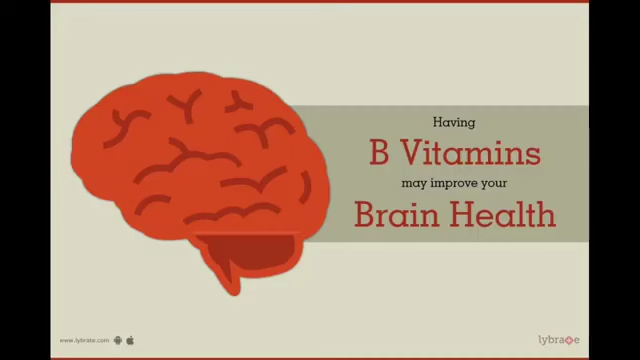 Having
B Vitamins
may improve your
Brain Health
www.lybrate.com
lybrate